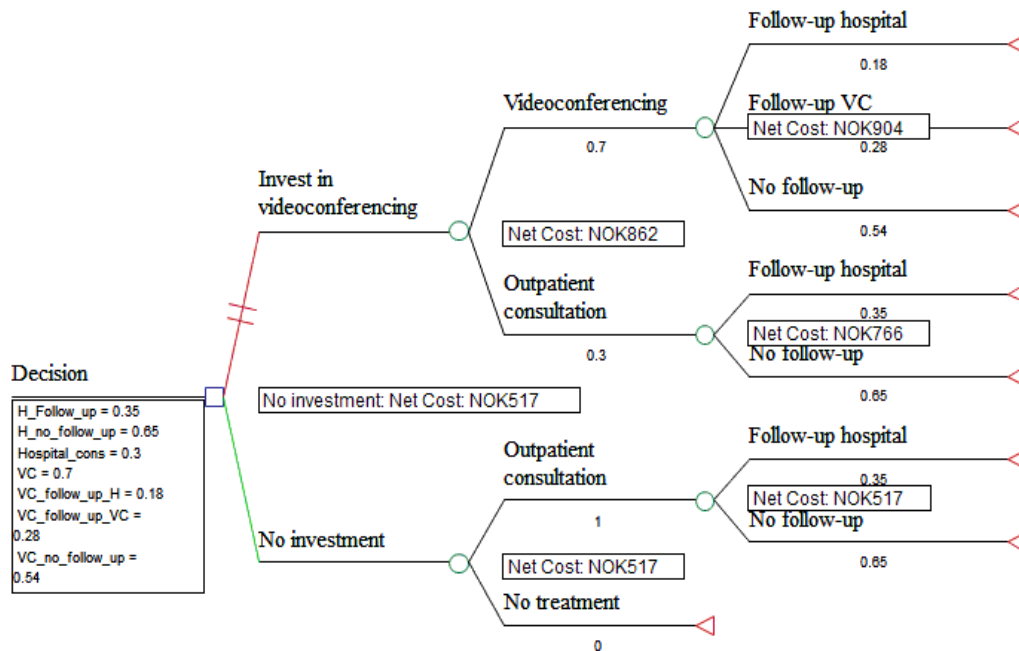 Follow-up hospital
0.18
Videoconferencing
0.7
Follow-up VC
Net Cost: NOK904
0.28
Invest in
videoconferencing
No follow-up
0.54
Net Cost: NOK862
Outpatient
consultation
0.3
Follow-up hospital
0.35
Net Cost: NOK766
No follow-up
0.65
Decision
H_Follow_up = 0.35
H_no_follow_up = 0.65
Hospital_cons = 0.3
VC = 0.7
VC_follow_up_H = 0.18
VC_follow_up_VC =
0.28
VC_no_follow_up =
0.54
No investment: Net Cost: NOK517
Outpatient
consultation
1
Follow-up hospital
0.35
Net Cost: NOK517
No follow-up
0.65
No investment
Net Cost: NOK517
No treatment
0